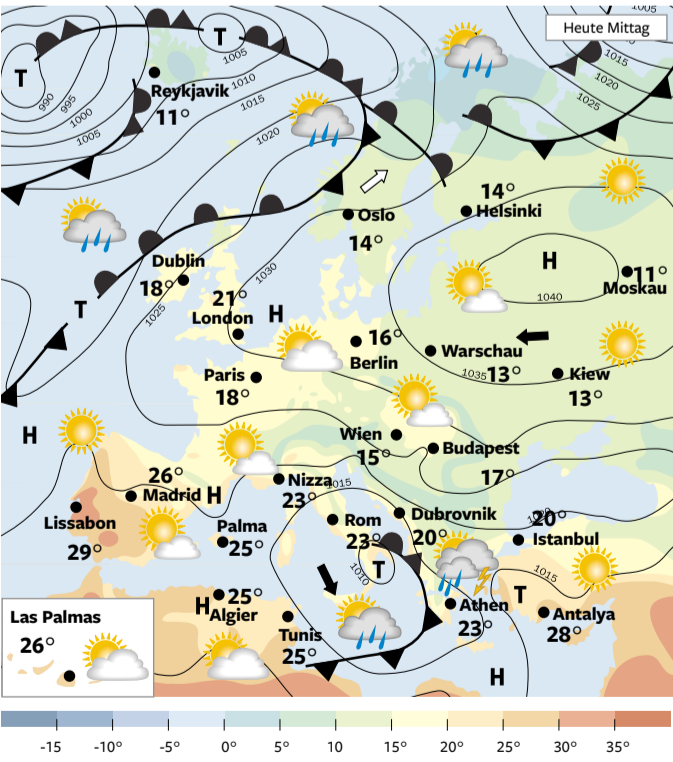 Heute Mittag
1005
1015
1020
1025
T
T
990
995
1000
1005
1005
1010
1015
1020
Reykjavik
11°
Oslo
14°
14°
Helsinki
H
1040
11°
Moskau
Dublin
18°
T
1025
1030
21°
London
H
16°
Berlin
Warschau
13°
1035
Kiew
13°
Paris
18°
H
Wien
15°
Budapest
17°
26°
Madrid
H
Nizza
23°
1015
Lissabon
29°
Palma
25°
Rom
23°
Dubrovnik
20°
20°
Istanbul
1010
T
1015
T
H
25°
Algier
Tunis
25°
Athen
23°
Antalya
28°
H
Las Palmas
26°
-15 -10° -5° 0° 5° 10 15° 20° 25° 30° 35°